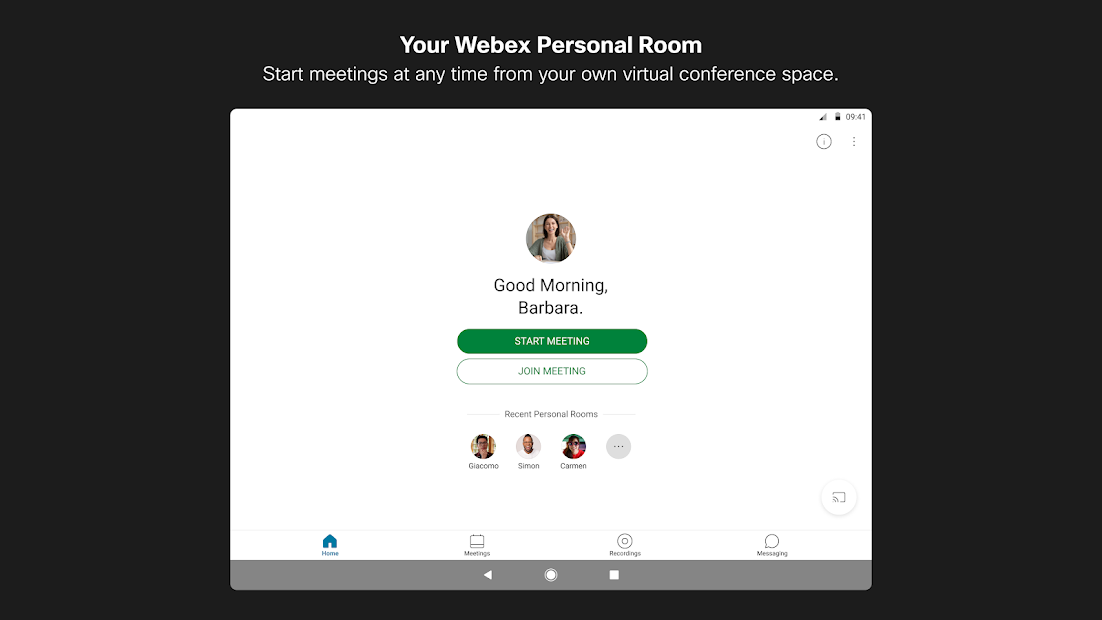 Your Webex Personal Room
Start meetings at any time from your own virtual conference space.
09:41
Good Morning,
Barbara.
START MEETING
JOIN MEETING
Recent Personal Rooms
Giacomo Simon Carmen
Home Meetings Recordings Messaging